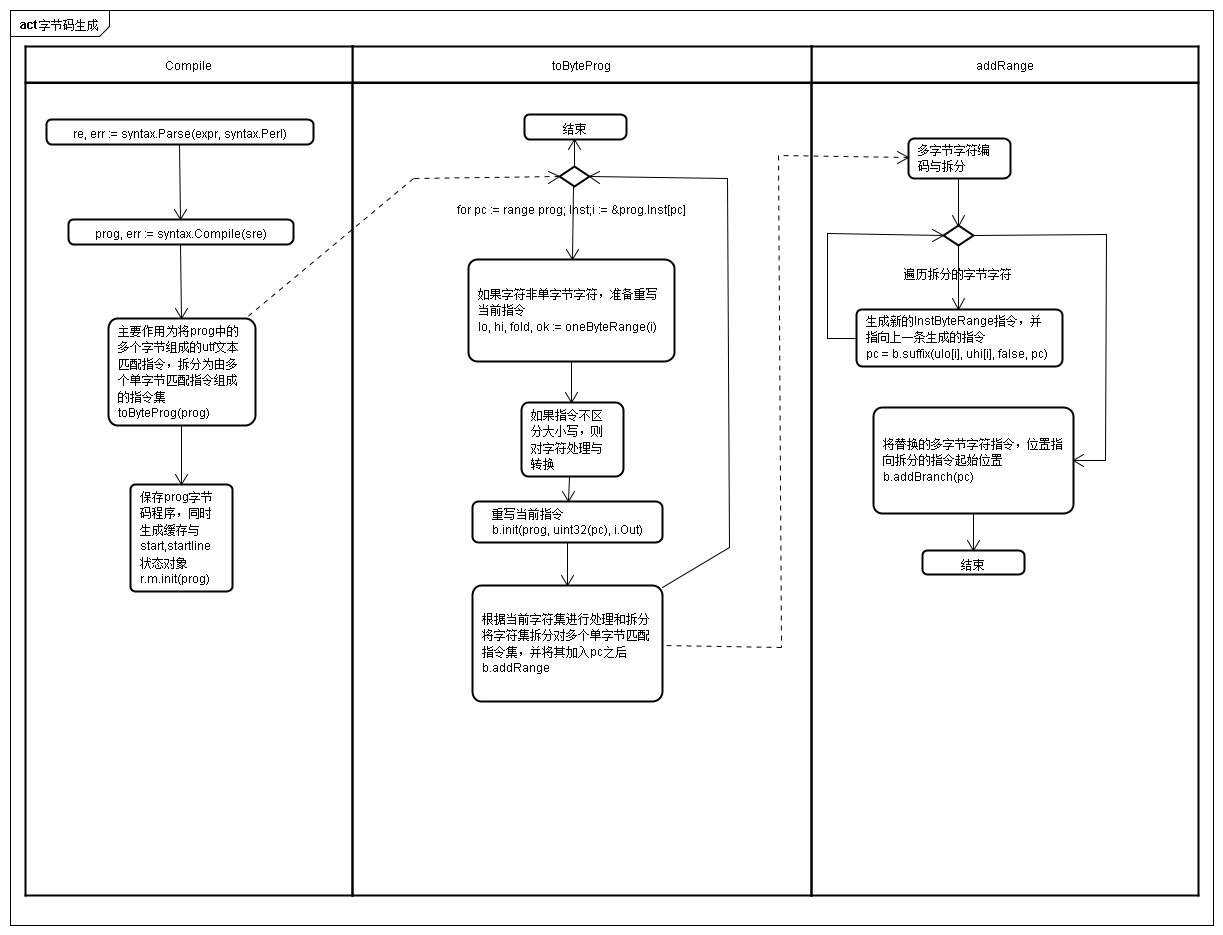 act字节码生成
Compile
re, err := syntax.Parse(expr, syntax.Perl)
prog, err := syntax.Compile(sre)
主要作用为将prog中的
多个字节组成的utf文本
匹配指令，拆分为由多
个单字节匹配指令组成
的指令集
toByteProg(prog)
保存prog字节
码程序，同时
生成缓存与
start,startline
状态对象
r.m.init(prog)
toByteProg
结束
for pc := range prog; Inst;i := &prog.Inst[pc]
如果字符非单字节字符，准备重写
当前指令
lo, hi, fold, ok := oneByteRange(i)
如果指令不区
分大小写，则
对字符处理与
转换
重写当前指令
b.init(prog, uint32(pc), i.Out)
根据当前字符集进行处理和拆分
将字符集拆分对多个单字节匹配
指令集，并将其加入pc之后
b.addRange
addRange
多字节字符编
码与拆分
遍历拆分的字节字符
生成新的InstByteRange指令，并
指向上一条生成的指令
pc = b.suffix(ulo[i], uhi[i], false, pc)
将替换的多字节字符指令，位置指
向拆分的指令起始位置
b.addBranch(pc)
结束